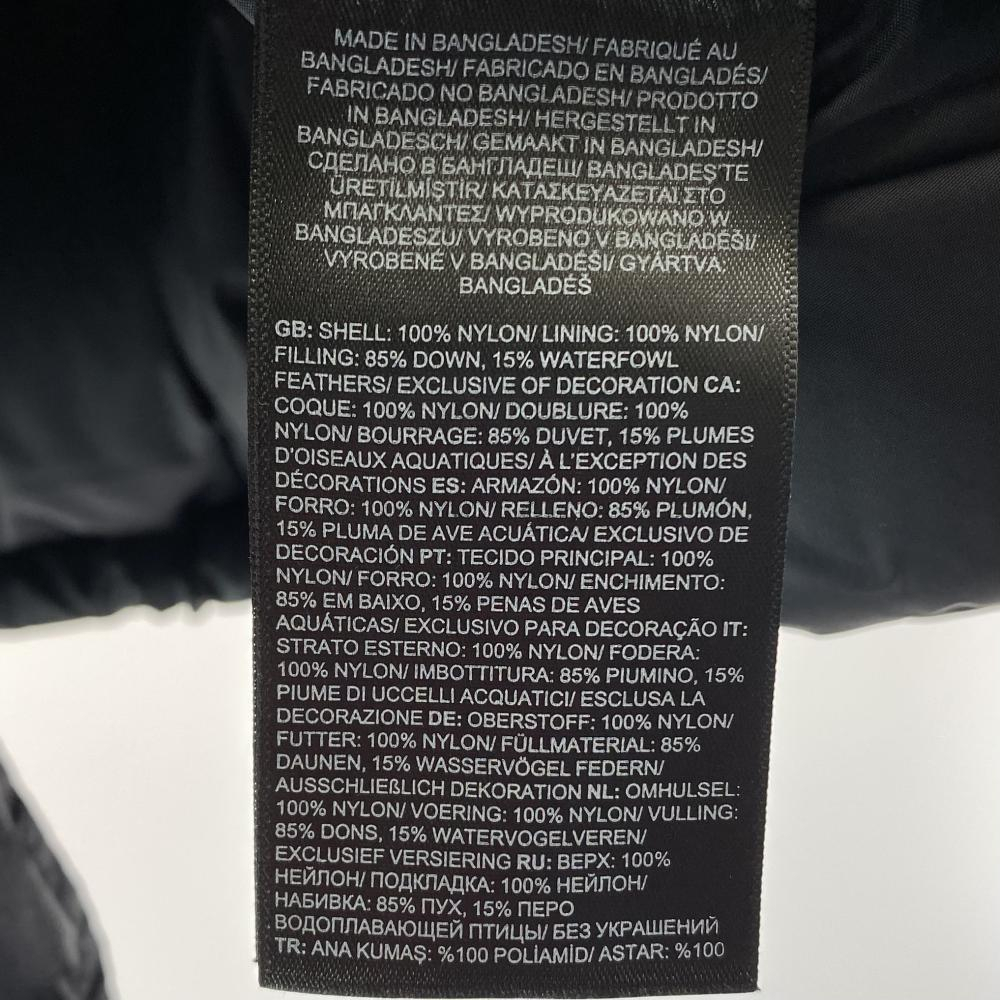 MADE IN BANGLADESH/ FABRIQUÉ AU
BANGLADESH/ FABRICADO EN BANGLADÉS/
FABRICADO NO BANGLADESH/ PRODOTTO
IN BANGLADESH/ HERGESTELLT IN
BANGLADESCH/ GEMAAKT IN BANGLADESH/
СДЕЛАНО В БАНГЛАДЕШ/ BANGLADEŞ'TE
ÜRETİLMİŞTİR/ ΚΑΤΑΣΚΕΥΑΖΕΤΑΙ ΣΤΟ
ΜΠΑΓΚΛΑΝΤΕΣ/ WYPRODUKOWANO W
BANGLADESZU/ VYROBENO V BANGLADÉŠI/
VYROBENÉ V BANGLADÉŠI/ GYÁRTVA:
BANGLADÉŠ
GB: SHELL: 100% NYLON/ LINING: 100% NYLON/
FILLING: 85% DOWN, 15% WATERFOWL
FEATHERS/ EXCLUSIVE OF DECORATION CA:
COQUE: 100% NYLON/ DOUBLURE: 100%
NYLON/ BOURRAGE: 85% DUVET, 15% PLUMES
D'OISEAUX AQUATIQUES/ À L'EXCEPTION DES
DÉCORATIONS ES: ARMAZÓN: 100% NYLON/
FORRO: 100% NYLON/ RELLENO: 85% PLUMÓN,
15% PLUMA DE AVE ACUÁTICA/ EXCLUSIVO DE
DECORACIÓN PT: TECIDO PRINCIPAL: 100%
NYLON/ FORRO: 100% NYLON/ ENCHIMENTO:
85% EM BAIXO, 15% PENAS DE AVES
AQUÁTICAS/ EXCLUSIVO PARA DECORAÇÃO IT:
STRATO ESTERNO: 100% NYLON/ FODERA:
100% NYLON/ IMBOTTITURA: 85% PIUMINO, 15%
PIUME DI UCCELLI ACQUATICI/ ESCLUSA LA
DECORAZIONE DE: OBERSTOFF: 100% NYLON/
FUTTER: 100% NYLON/ FÜLLMATERIAL: 85%
DAUNEN, 15% WASSERVÖGEL FEDERN/
AUSSCHLIEßLICH DEKORATION NL: OMHULSEL:
100% NYLON/ VOERING: 100% NYLON/ VULLING:
85% DONS, 15% WATERVOGELVEREN/
EXCLUSIEF VERSIERING RU: ВЕРХ: 100%
НЕЙЛОН/ ПОДКЛАДКА: 100% НЕЙЛОН/
НАБИВКА: 85% ПУХ, 15% ПЕРО
ВОДОПЛАВАЮЩЕЙ ПТИЦЫ/ БЕЗ УКРАШЕНИЙ
TR: ANA KUMAŞ: %100 POLİAMİD/ ASTAR: %100